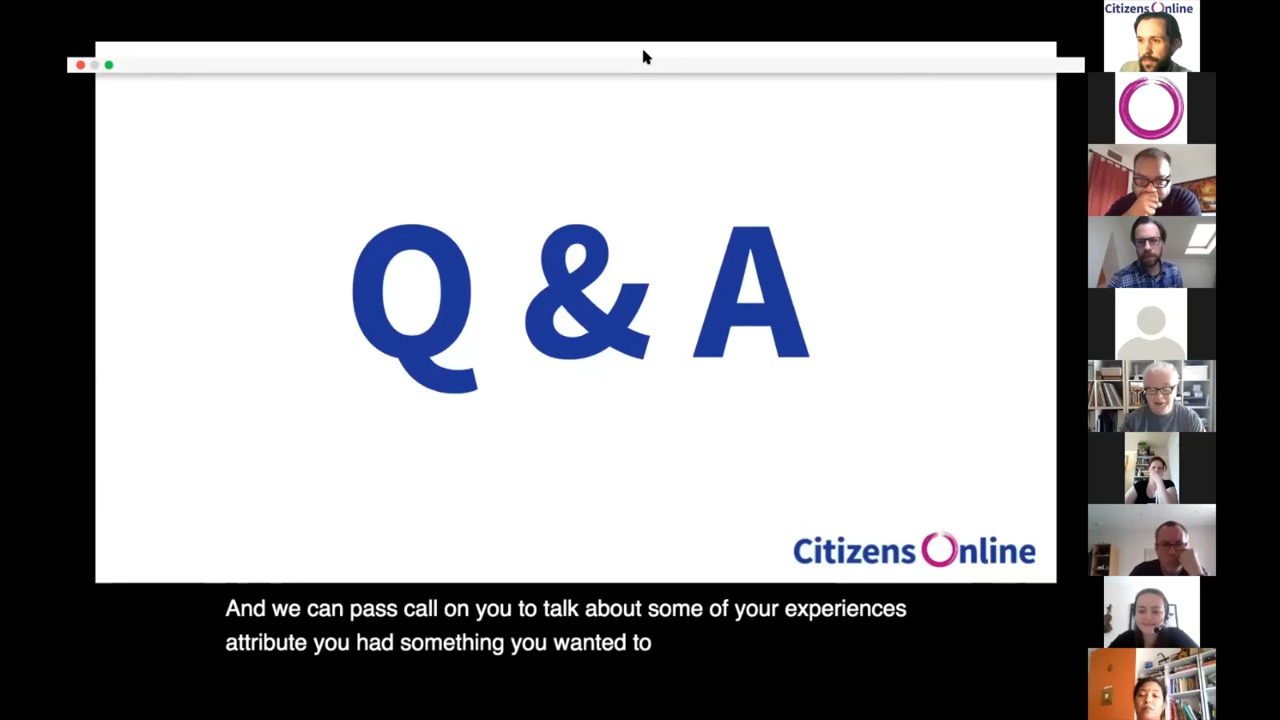 Citizens Online
Q & A
Citizens Online
And we can pass call on you to talk about some of your experiences
attribute you had something you wanted to